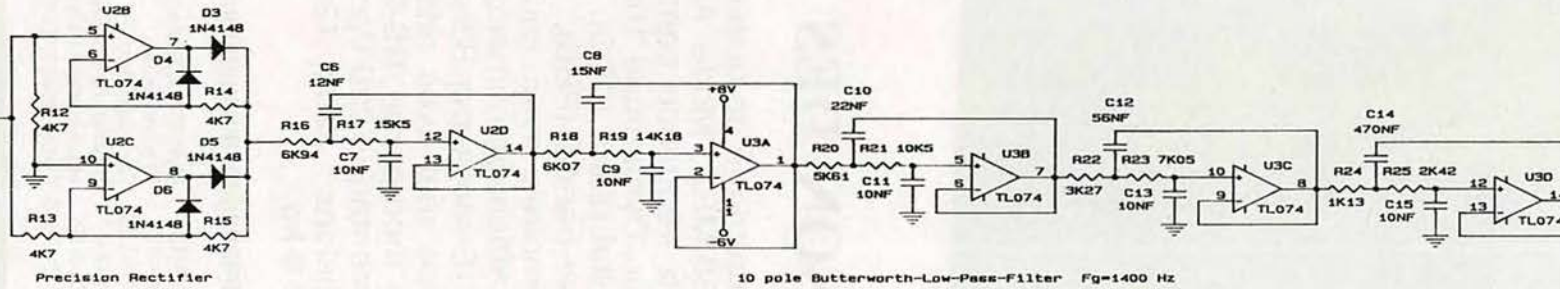 U2B
D3
1N4148
5
6
7
TL074
D4
1N4148
R14
4K7
R12
4K7
U2C
D5
1N4148
10
9
8
TL074
D6
1N4148
R13
4K7
R15
4K7
Precision Rectifier
R16
6K94
C6
12NF
R17 15K5
C7
10NF
12
13
U2D
14
TL074
R18
6K07
C8
15NF
R19 14K18
C9
10NF
+8V
4
3
2
U3A
1
TL074
11
-6V
R20
5K61
C10
22NF
R21 10K5
C11
10NF
5
6
U3B
7
TL074
R22
3K27
C12
56NF
R23 7K05
C13
10NF
10
9
U3C
8
TL074
R24
1K13
C14
470NF
R25 2K42
C15
10NF
12
13
U3D
TL074
10 pole Butterworth-Low-Pass-Filter Fg=1400 Hz